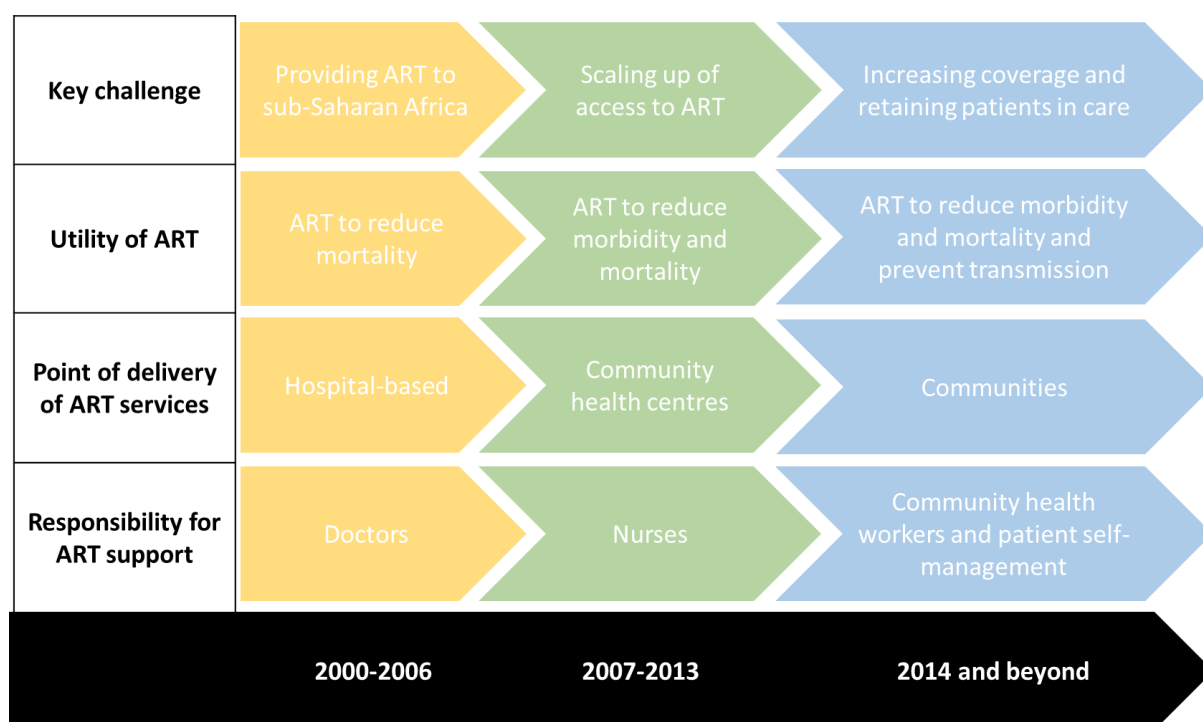 Key challenge
Providing ART to
sub-Saharan Africa
Scaling up of
access to ART
Increasing coverage and
retaining patients in care
Utility of ART
ART to reduce
mortality
ART to reduce
morbidity and
mortality
ART to reduce morbidity
and mortality and
prevent transmission
Point of delivery
of ART services
Hospital-based
Community
health centres
Communities
Responsibility for
ART support
Doctors
Nurses
Community health
workers and patient self-
management
2000-2006
2007-2013
2014 and beyond